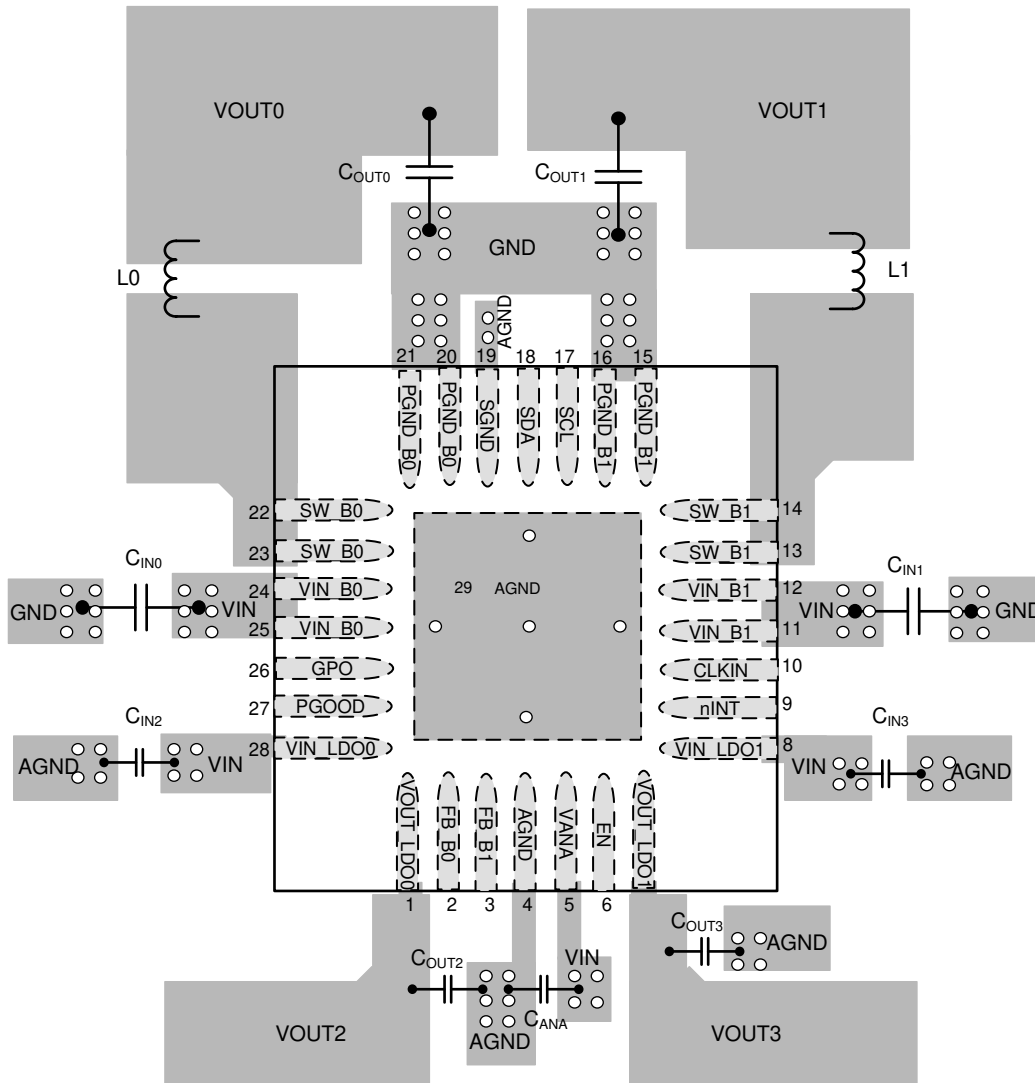 VOUT0
VOUT1
COUT0
COUT1
GND
L0
L1
AGND
21
20
19
18
17
16
15
PGND_B0
PGND_B0
SGND
SDA
SCL
PGND_B1
PGND_B1
22
SW_B0
SW_B1
14
23
SW_B0
SW_B1
13
CIN0
CIN1
24
VIN_B0
VIN_B1
12
GND
VIN
29
AGND
VIN
GND
25
VIN_B0
VIN_B1
11
26
GPO
CLKIN
10
27
PGOOD
nINT
9
CIN2
CIN3
28
VIN_LDO0
VIN_LDO1
8
AGND
VIN
VIN
AGND
VOUT_LDO0
FB_B0
FB_B1
AGND
VANA
EN
VOUT_LDO1
1
2
3
4
5
6
COUT3
AGND
COUT2
VIN
CANA
VOUT2
AGND
VOUT3